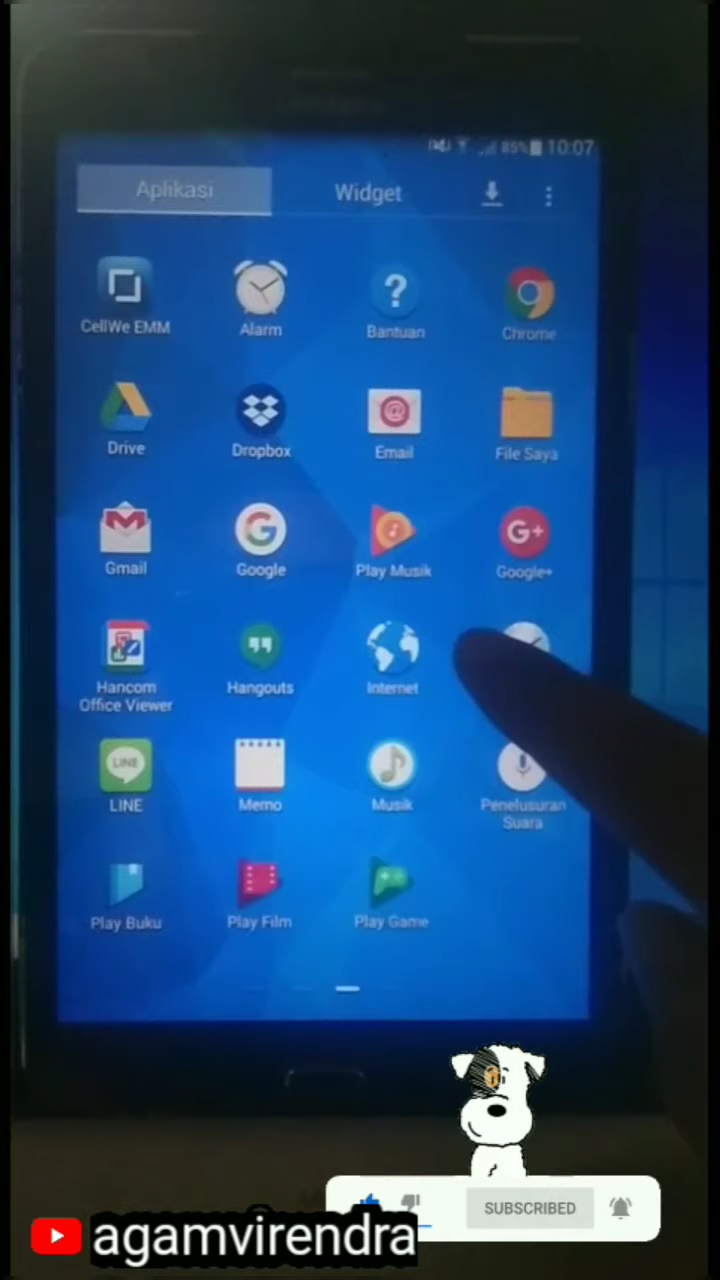 85% 10:07
Aplikasi Widget
CellWe EMM Alarm Bantuan Chrome
Drive Dropbox Email File Saya
Gmail Google Play Musik Google+
Hancom
Office Viewer Hangouts Internet
LINE
LINE Memo Musik Penelusuran
Suara
Play Buku Play Film Play Game
SUBSCRIBED
agamvirendra